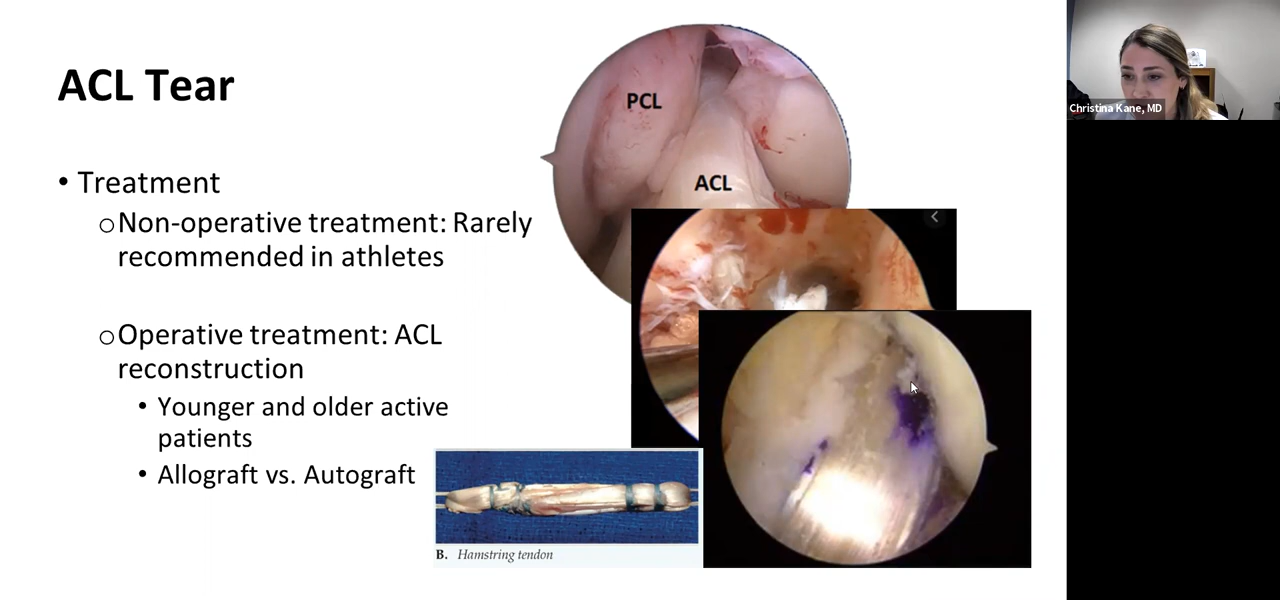 ACL Tear
• Treatment
○Non-operative treatment: Rarely
recommended in athletes
○Operative treatment: ACL
reconstruction
• Younger and older active
patients
• Allograft vs. Autograft
PCL
ACL
B. Hamstring tendon
Christina Kane, MD